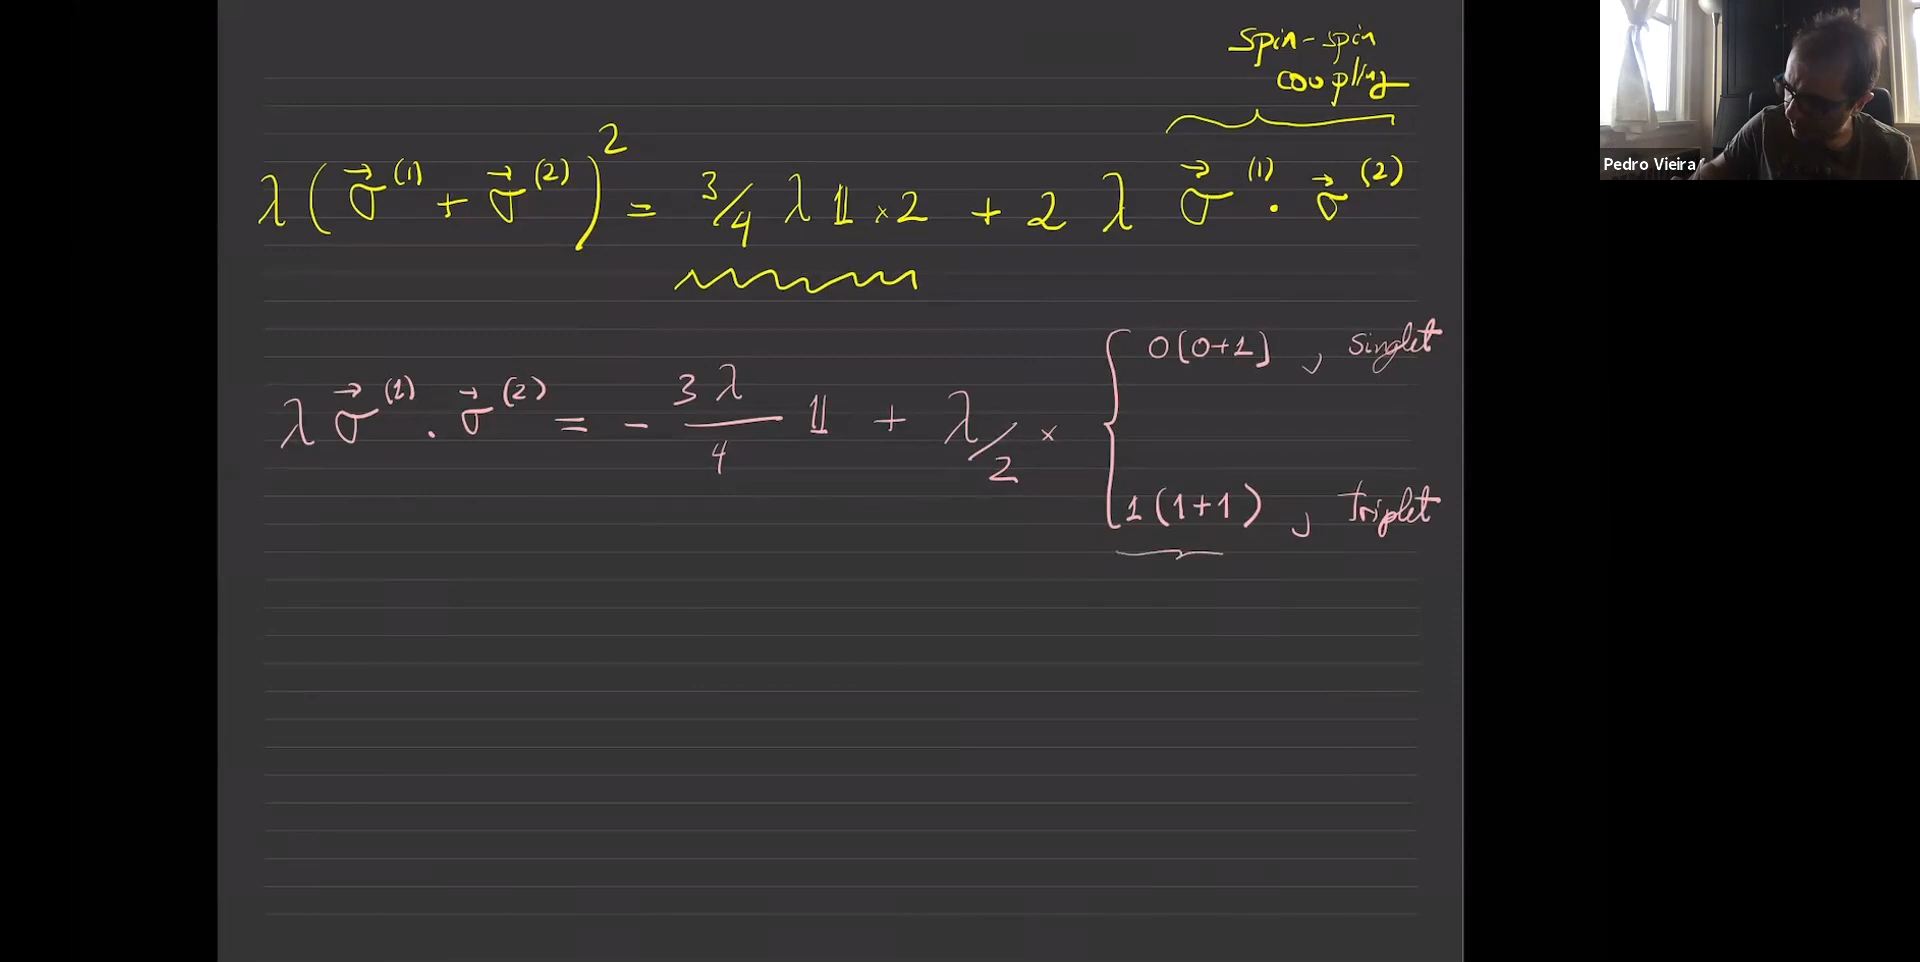 spin-spin
coupling
λ(σ⃗⁽¹⁾ + σ⃗⁽²⁾)² = 3/4 λ 𝟙 × 2 + 2 λ σ⃗⁽¹⁾ · σ⃗⁽²⁾
λ σ⃗⁽¹⁾ · σ⃗⁽²⁾ = - 3λ/4 𝟙 + λ/2 × {
0(0+1) , singlet
1(1+1) , triplet
Pedro Vieira